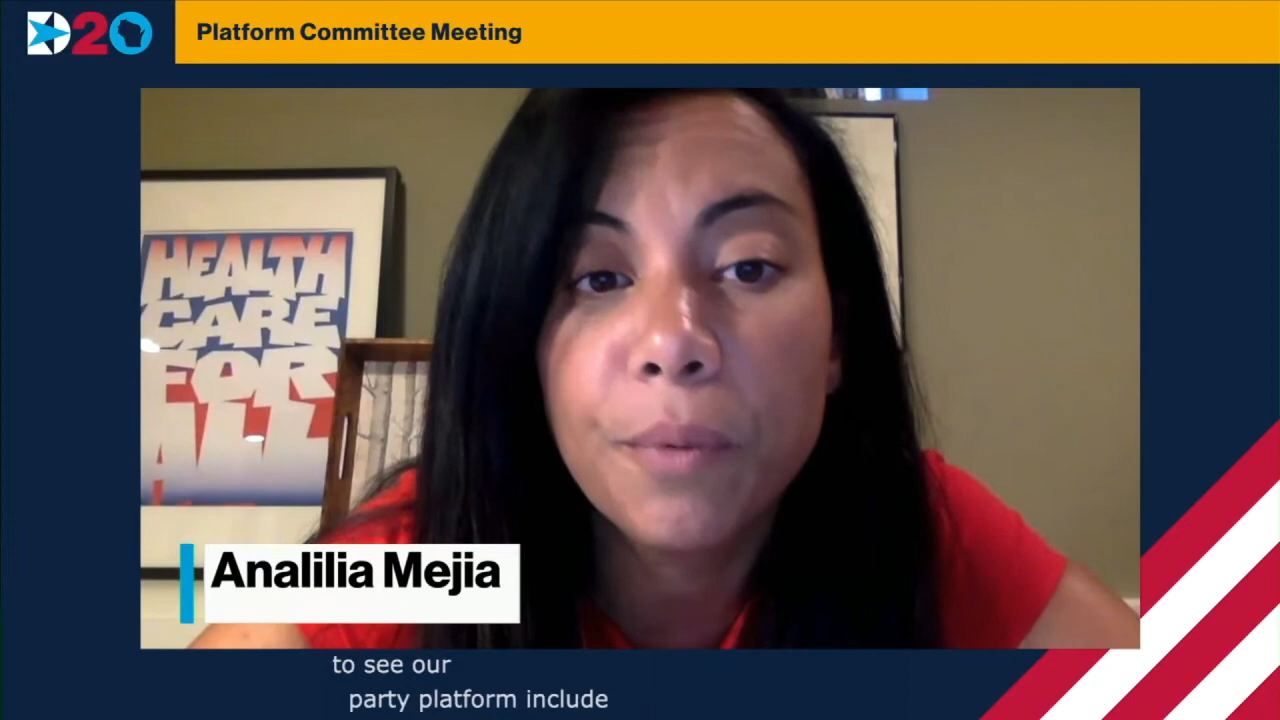 D20
Platform Committee Meeting
HEALTH
CARE
FOR
ALL
Analilia Mejia
to see our
party platform include